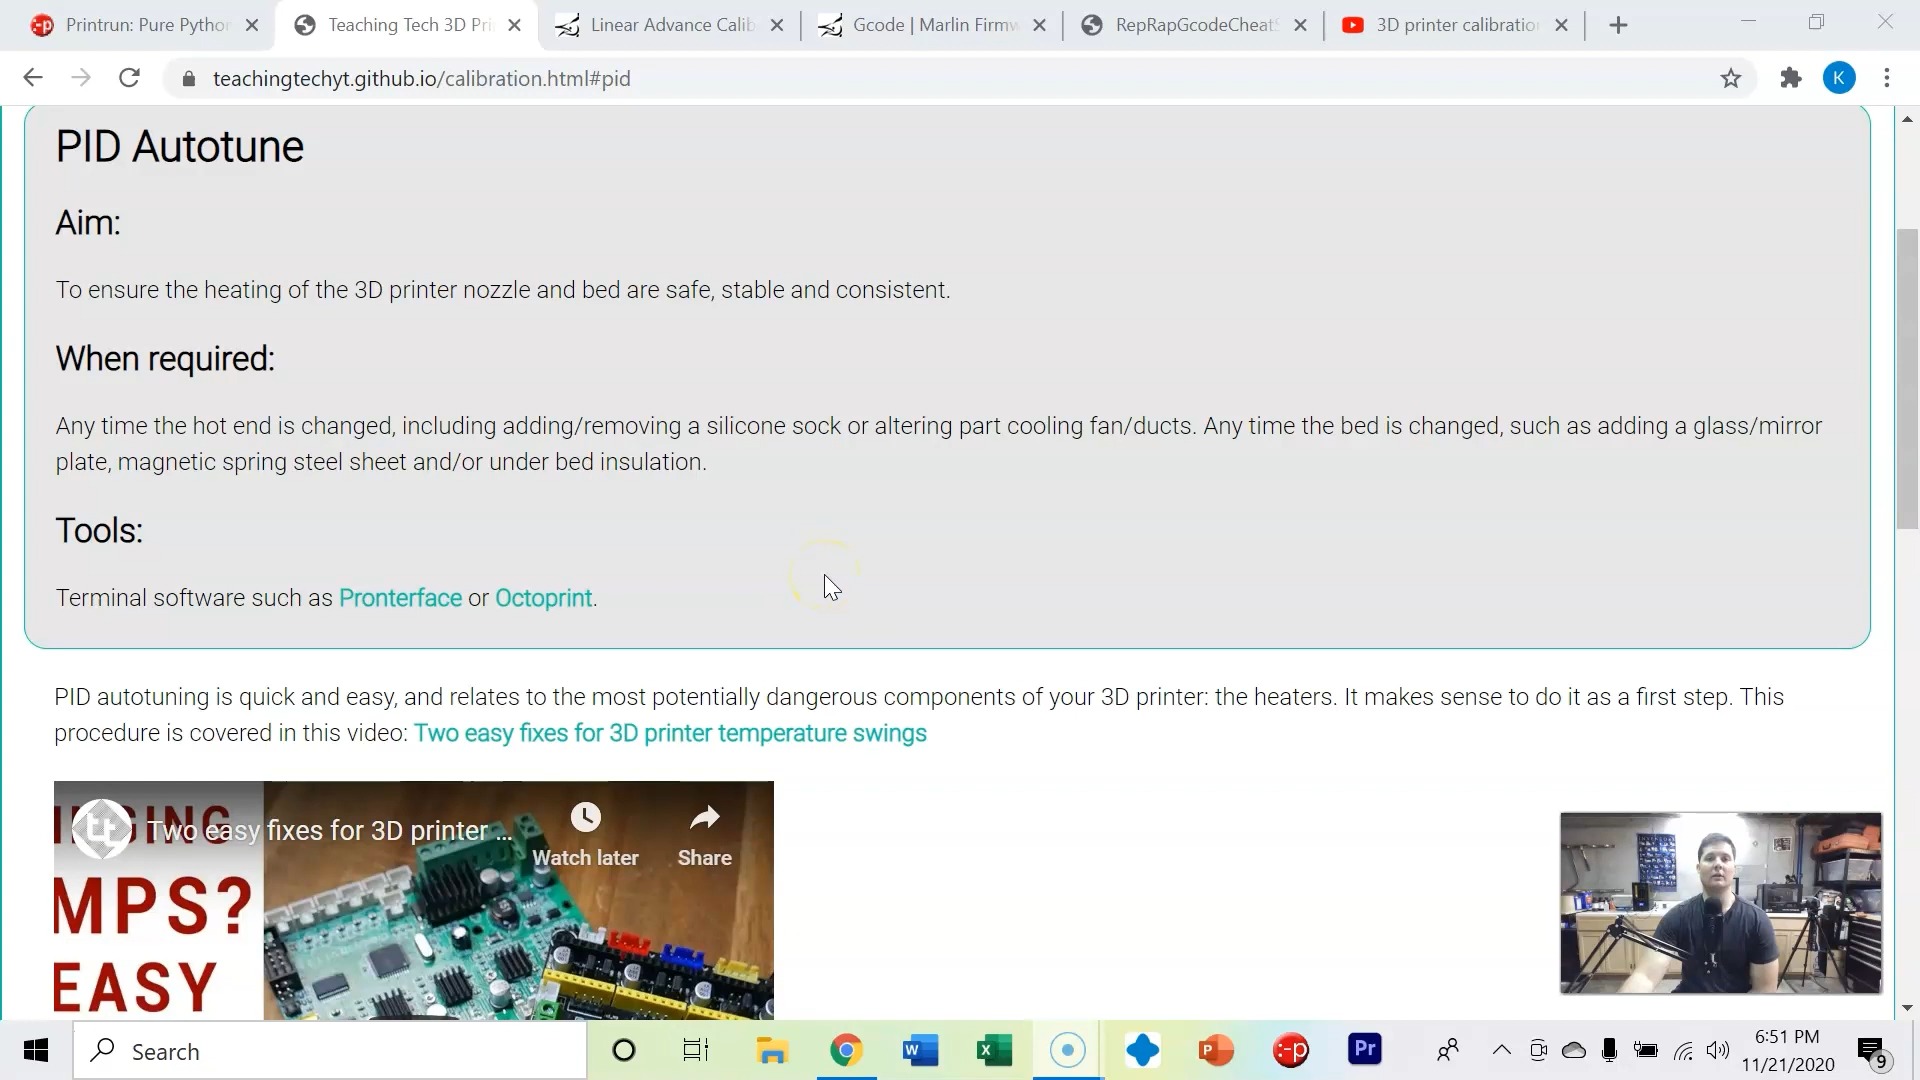 Printrun: Pure Python
Teaching Tech 3D Pri
Linear Advance Calib
Gcode | Marlin Firmw
RepRapGcodeCheatS
3D printer calibration
teachingtechyt.github.io/calibration.html#pid
K
PID Autotune
Aim:
To ensure the heating of the 3D printer nozzle and bed are safe, stable and consistent.
When required:
Any time the hot end is changed, including adding/removing a silicone sock or altering part cooling fan/ducts. Any time the bed is changed, such as adding a glass/mirror
plate, magnetic spring steel sheet and/or under bed insulation.
Tools:
Terminal software such as Pronterface or Octoprint.
PID autotuning is quick and easy, and relates to the most potentially dangerous components of your 3D printer: the heaters. It makes sense to do it as a first step. This
procedure is covered in this video: Two easy fixes for 3D printer temperature swings
Two easy fixes for 3D printer ...
Watch later
Share
MPS?
EASY
Search
W
X
P
:-p
Pr
6:51 PM
11/21/2020
9